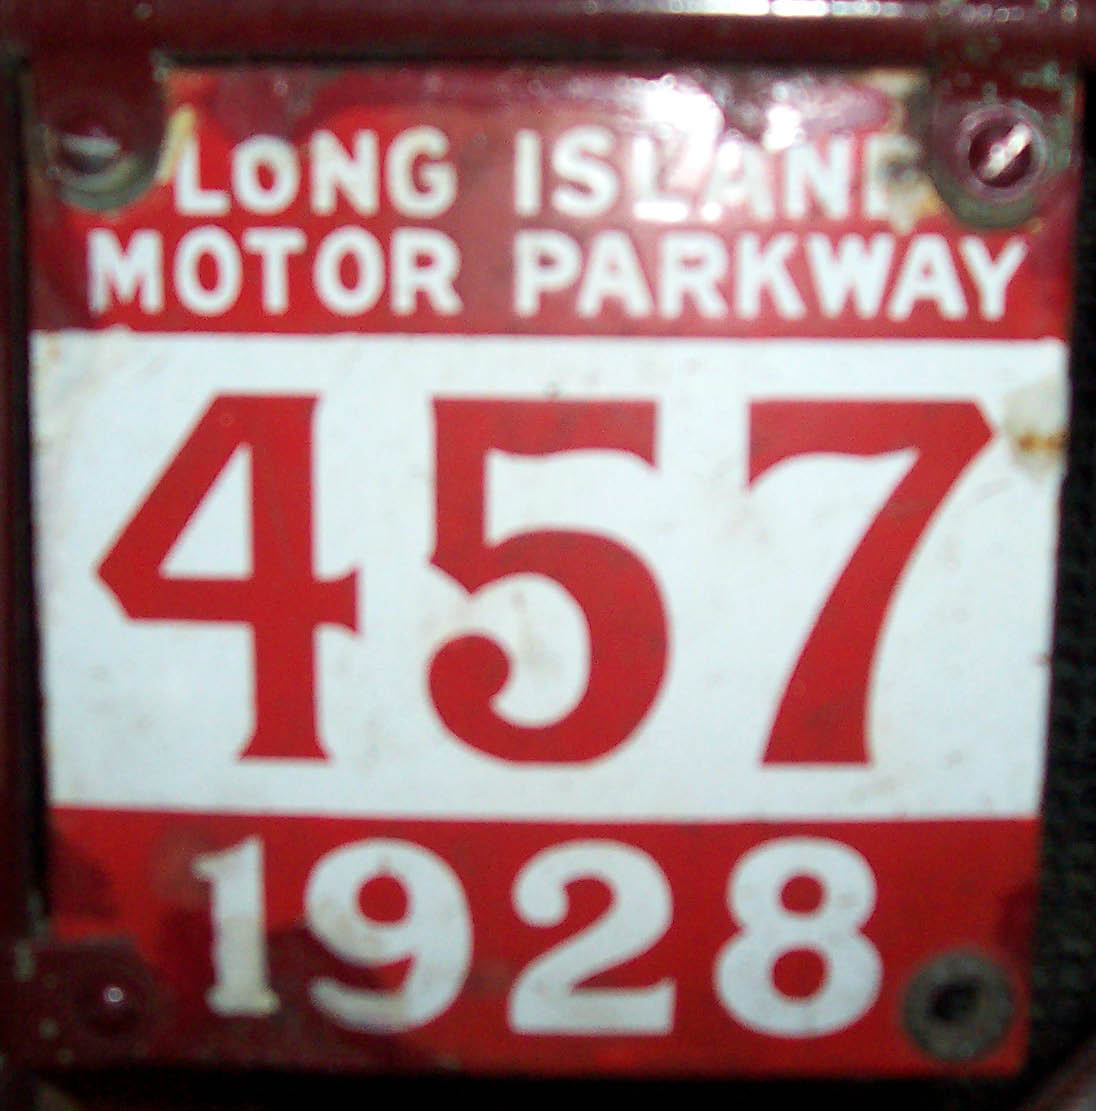 LONG ISLAND
MOTOR PARKWAY
457
1928